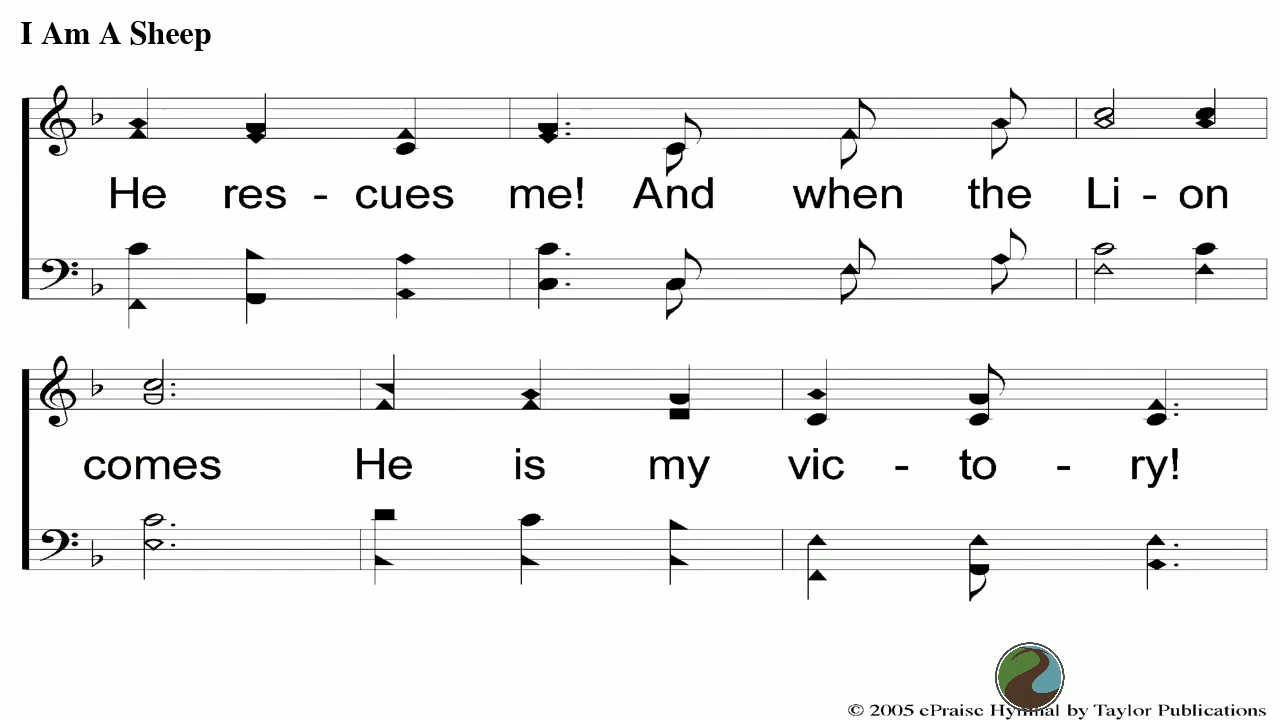 I Am A Sheep
He res - cues me! And when the Li - on
comes He is my vic - to - ry!
© 2005 ePraise Hymnal by Taylor Publications